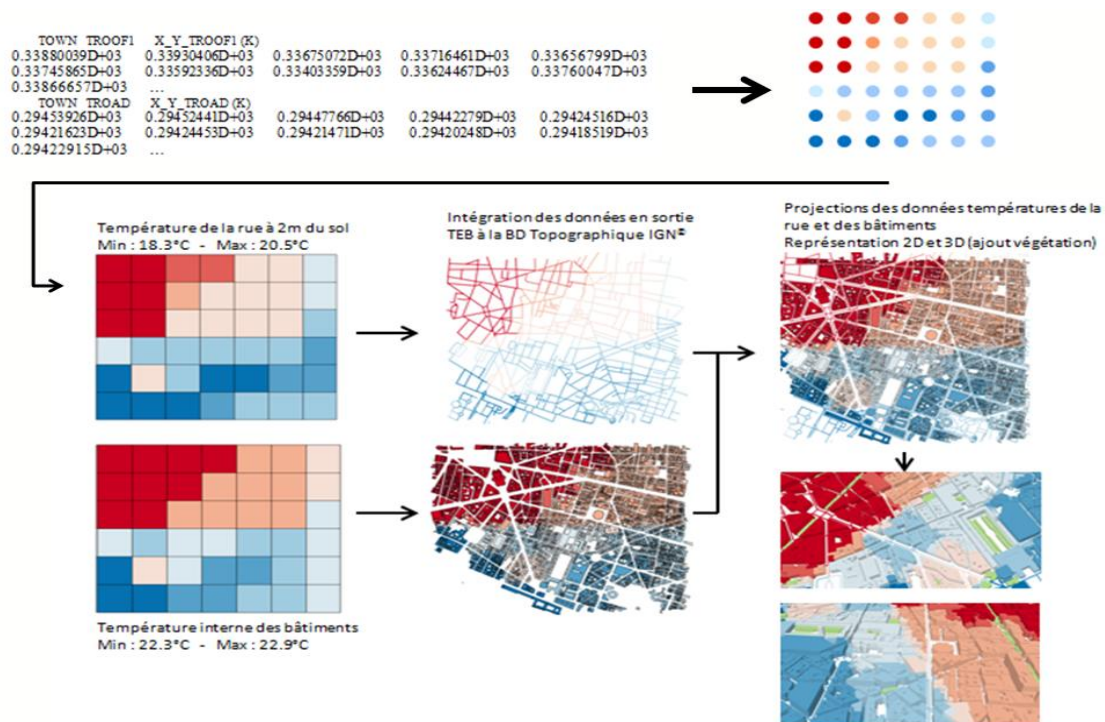 TOWN_TROOF1 X_Y_TROOF1 (K)
0.33880039D+03 0.33930406D+03 0.33675072D+03 0.33716461D+03 0.33656799D+03
0.33745865D+03 0.33592336D+03 0.33403359D+03 0.33624467D+03 0.33760047D+03
0.33866657D+03 ...
TOWN_TROAD X_Y_TROAD (K)
0.29453926D+03 0.29452441D+03 0.29447766D+03 0.29442279D+03 0.29424516D+03
0.29421623D+03 0.29424453D+03 0.29421471D+03 0.29420248D+03 0.29418519D+03
0.29422915D+03 ...
Température de la rue à 2m du sol
Min : 18.3°C - Max : 20.5°C
Intégration des données en sortie
TEB à la BD Topographique IGN®
Projections des données températures de la
rue et des bâtiments
Représentation 2D et 3D (ajout végétation)
Température interne des bâtiments
Min : 22.3°C - Max : 22.9°C